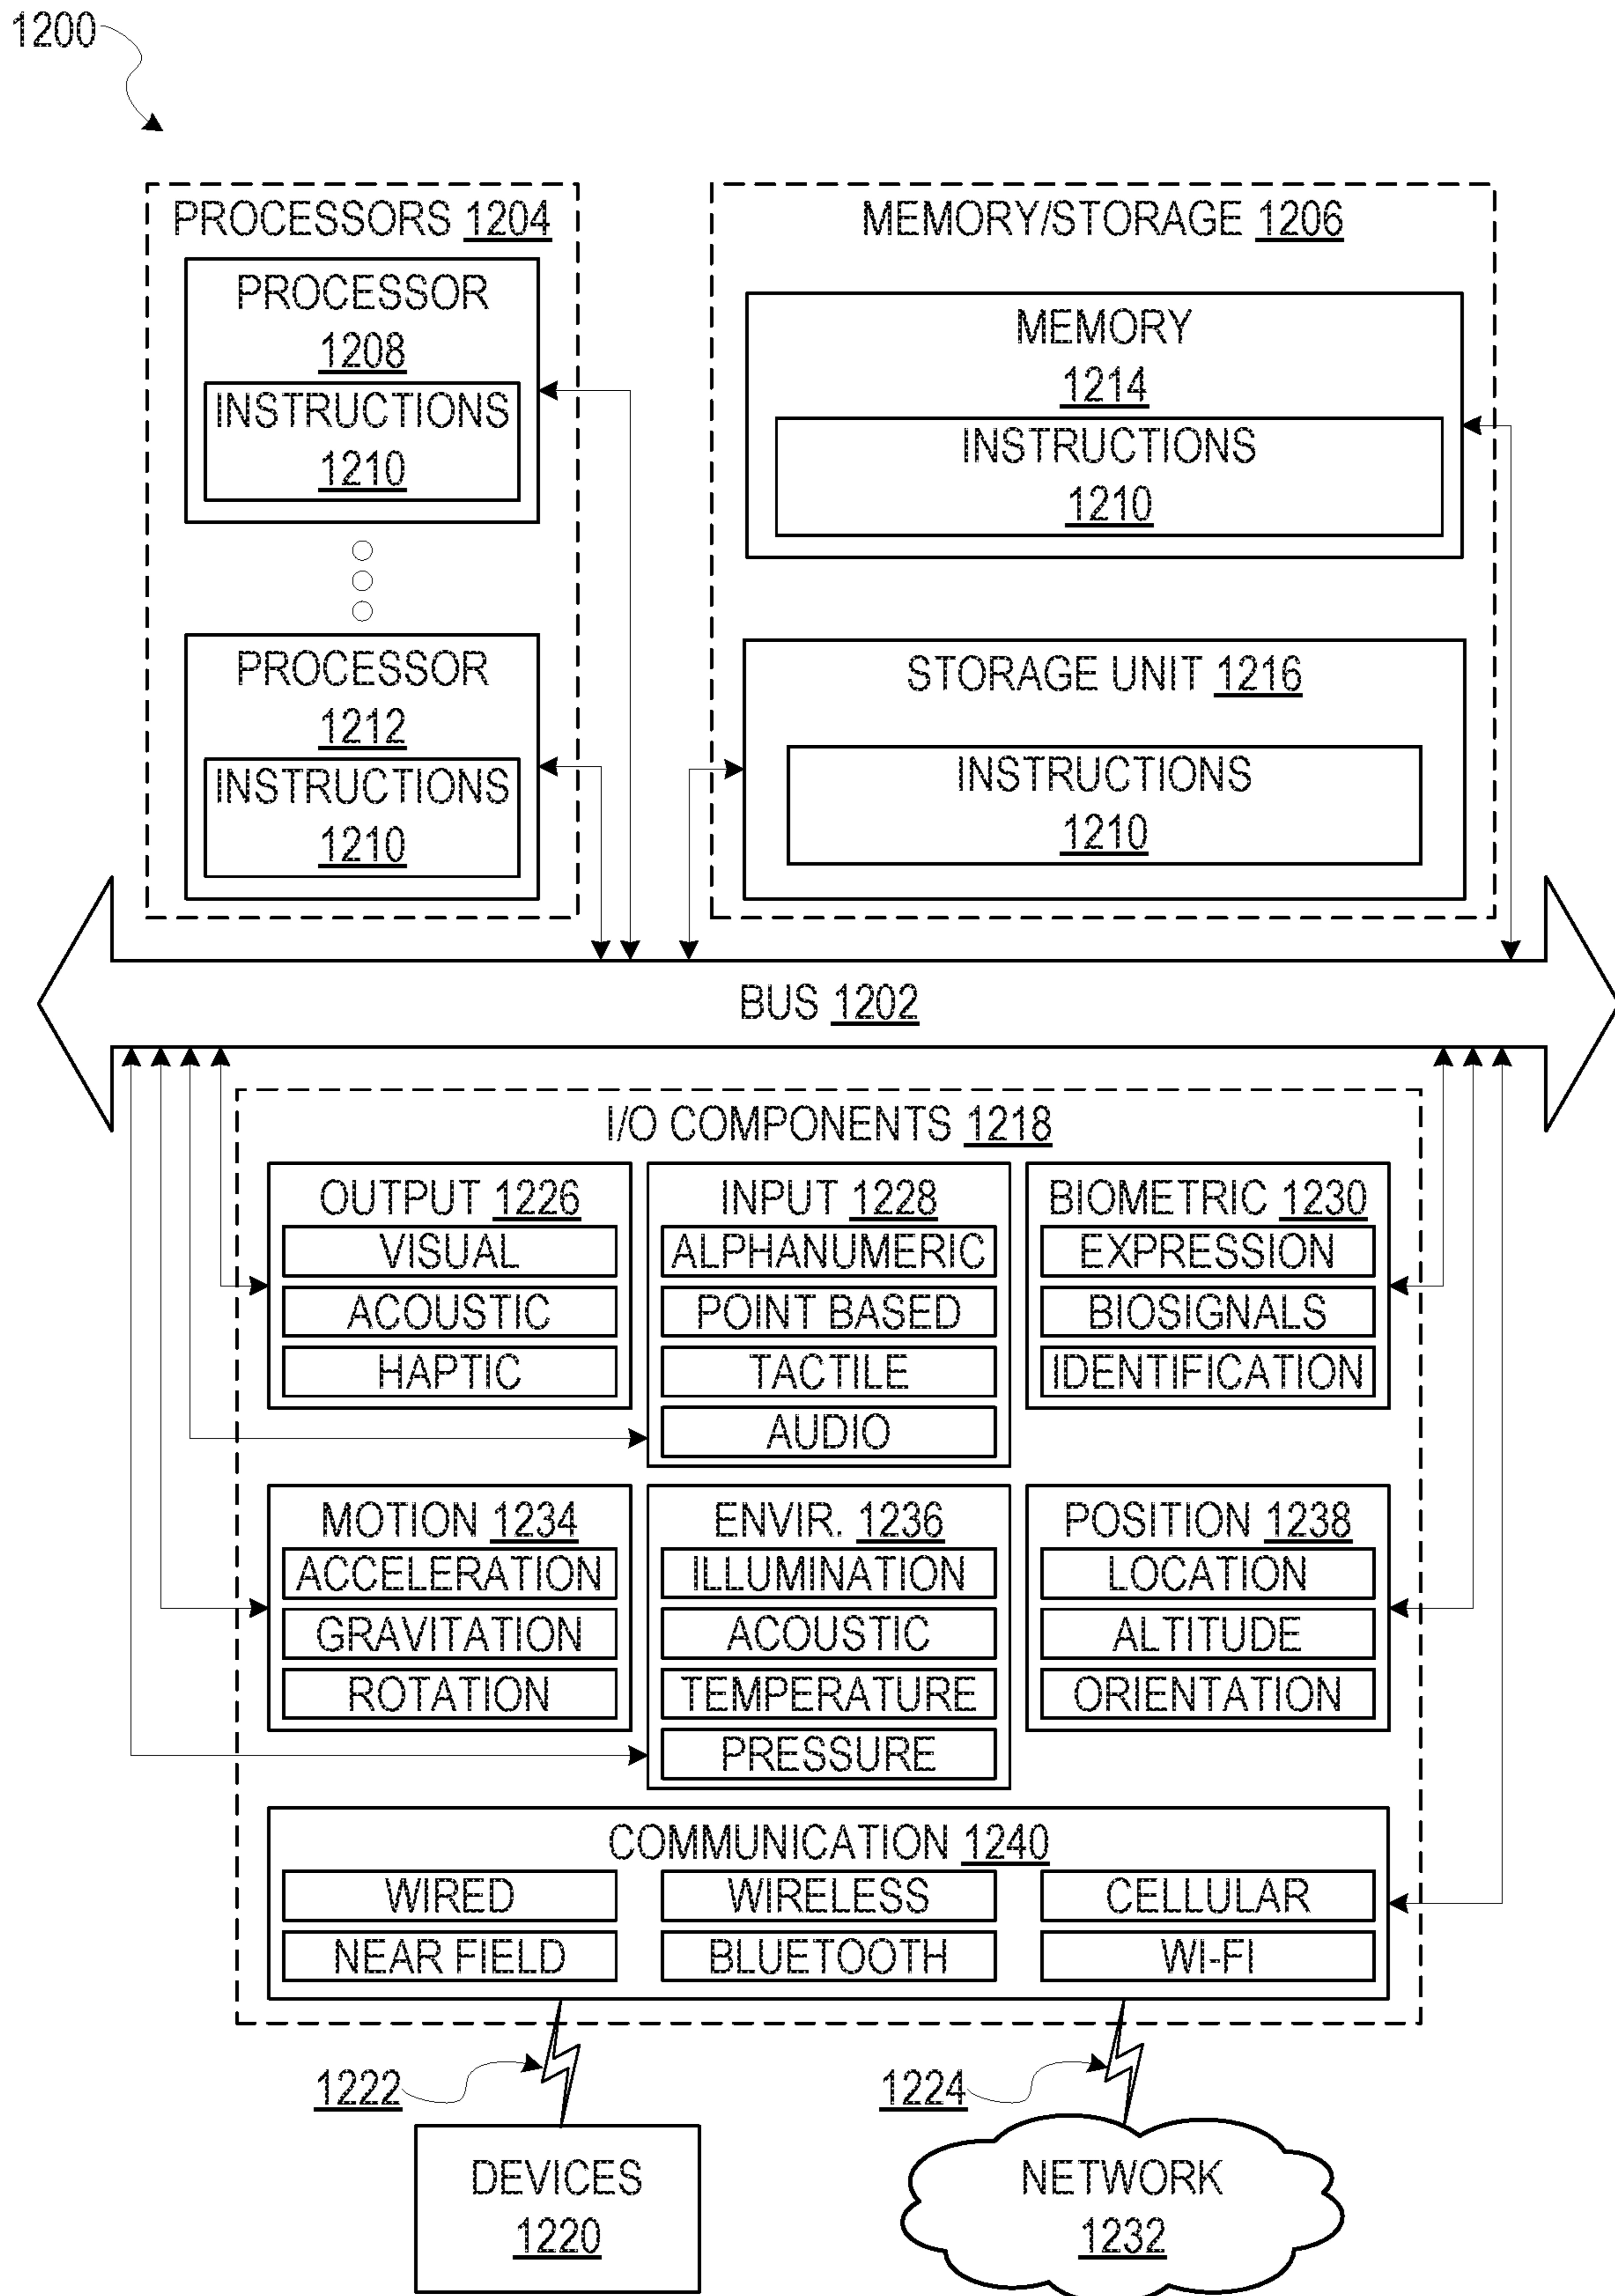 1200
PROCESSORS 1204
PROCESSOR
1208
INSTRUCTIONS
1210
PROCESSOR
1212
INSTRUCTIONS
1210
MEMORY/STORAGE 1206
MEMORY
1214
INSTRUCTIONS
1210
STORAGE UNIT 1216
INSTRUCTIONS
1210
BUS 1202
I/O COMPONENTS 1218
OUTPUT 1226
VISUAL
ACOUSTIC
HAPTIC
INPUT 1228
ALPHANUMERIC
POINT BASED
TACTILE
AUDIO
BIOMETRIC 1230
EXPRESSION
BIOSIGNALS
IDENTIFICATION
MOTION 1234
ACCELERATION
GRAVITATION
ROTATION
ENVIR. 1236
ILLUMINATION
ACOUSTIC
TEMPERATURE
PRESSURE
POSITION 1238
LOCATION
ALTITUDE
ORIENTATION
COMMUNICATION 1240
WIRED
WIRELESS
CELLULAR
NEAR FIELD
BLUETOOTH
WI-FI
1222
1224
DEVICES
1220
NETWORK
1232